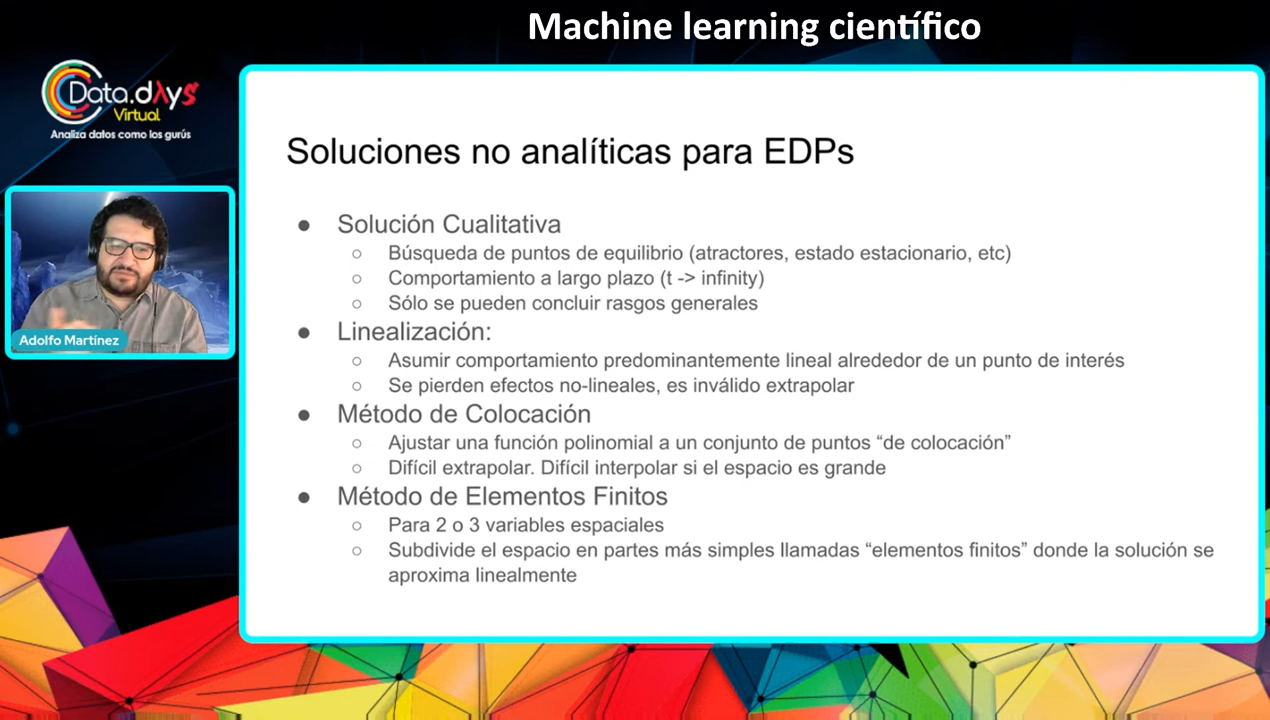 Machine learning científico
Data.dAyS
Virtual
Analiza datos como los gurús
Adolfo Martínez
Soluciones no analíticas para EDPs
● Solución Cualitativa
○ Búsqueda de puntos de equilibrio (atractores, estado estacionario, etc)
○ Comportamiento a largo plazo (t -> infinity)
○ Sólo se pueden concluir rasgos generales
● Linealización:
○ Asumir comportamiento predominantemente lineal alrededor de un punto de interés
○ Se pierden efectos no-lineales, es inválido extrapolar
● Método de Colocación
○ Ajustar una función polinomial a un conjunto de puntos “de colocación”
○ Difícil extrapolar. Difícil interpolar si el espacio es grande
● Método de Elementos Finitos
○ Para 2 o 3 variables espaciales
○ Subdivide el espacio en partes más simples llamadas “elementos finitos” donde la solución se
aproxima linealmente